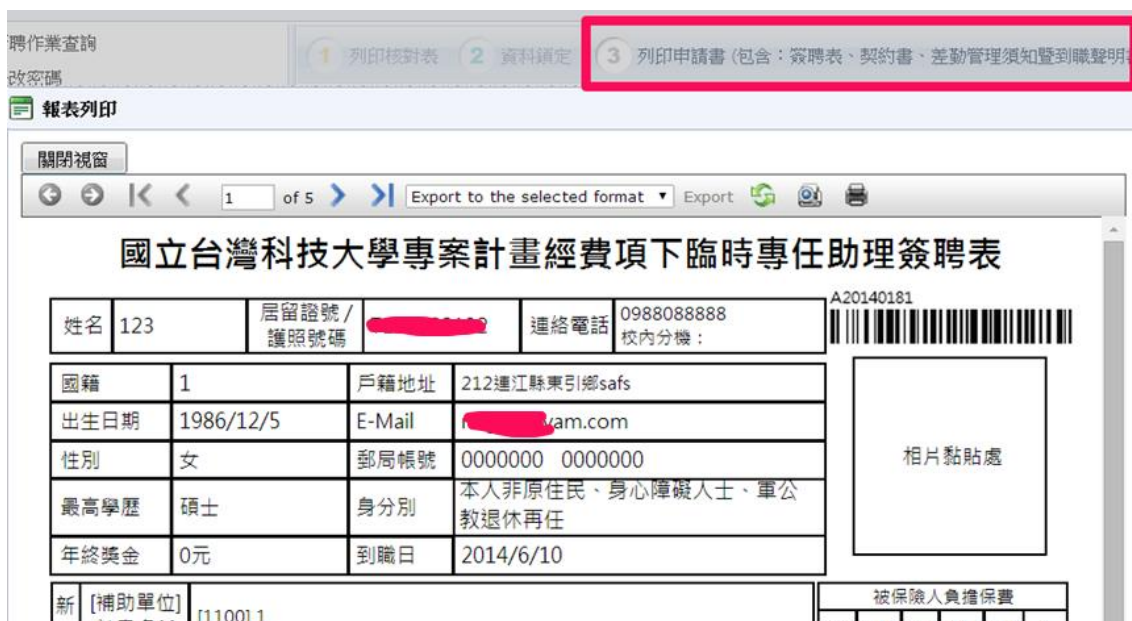 聘作業查詢
改密碼
1 列印核對表 2 資料鎖定 3 列印申請書 (包含：簽聘表、契約書、差勤管理須知暨到職聲明書
報表列印
關閉視窗
1 of 5 Export to the selected format Export
國立台灣科技大學專案計畫經費項下臨時專任助理簽聘表
A20140181
姓名 123 居留證號/護照號碼 連絡電話 0988088888
校內分機：
國籍 1 戶籍地址 212連江縣東引鄉safs
出生日期 1986/12/5 E-Mail yam.com
性別 女 郵局帳號 0000000 0000000
相片黏貼處
最高學歷 碩士 身分別 本人非原住民、身心障礙人士、軍公
教退休再任
年終獎金 0元 到職日 2014/6/10
新 [補助單位] [1100] 1
被保險人負擔保費